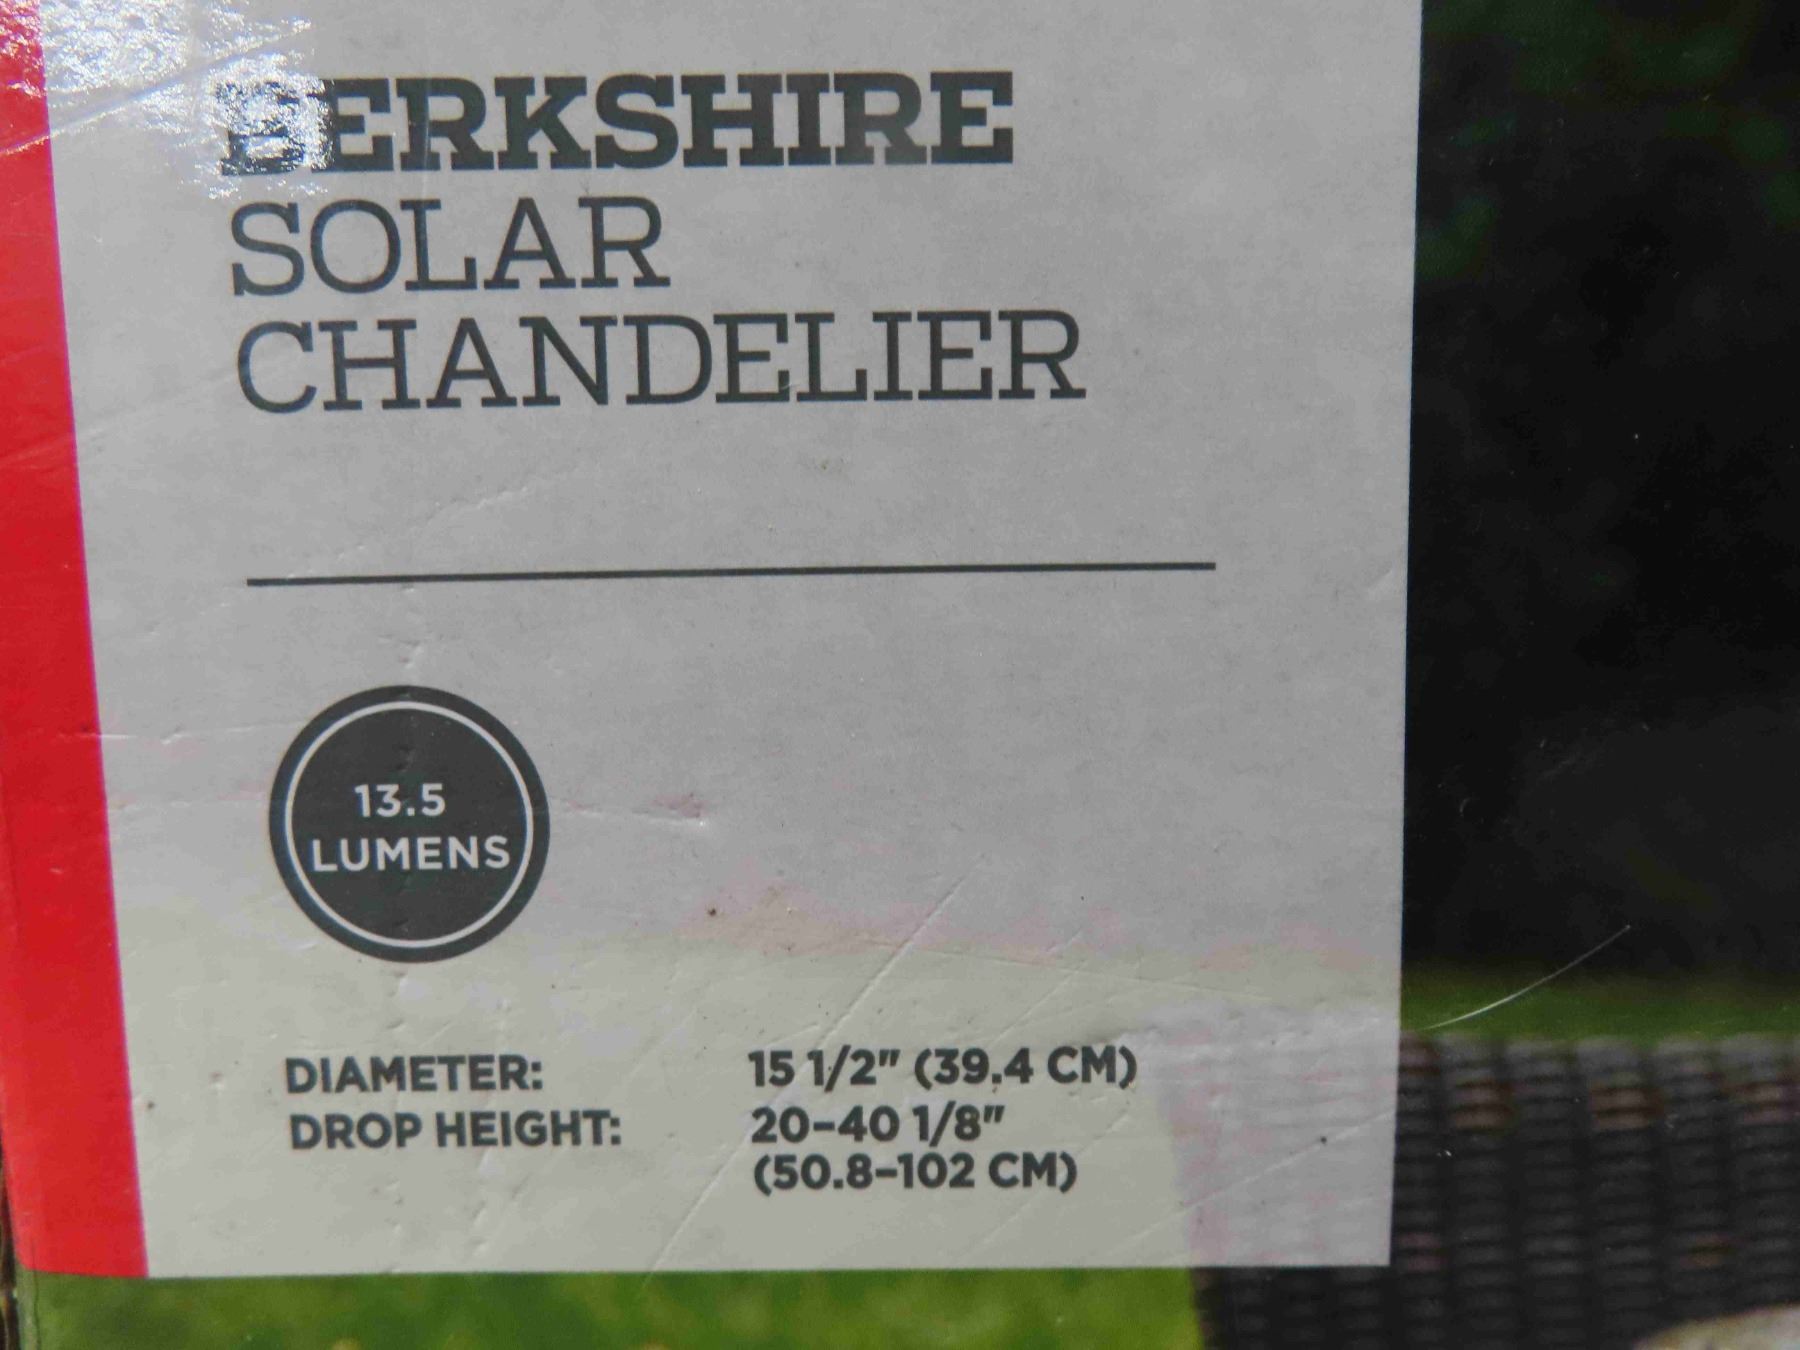 BERKSHIRE
SOLAR
CHANDELIER
13.5
LUMENS
DIAMETER: 15 1/2" (39.4 CM)
DROP HEIGHT: 20–40 1/8"
(50.8–102 CM)